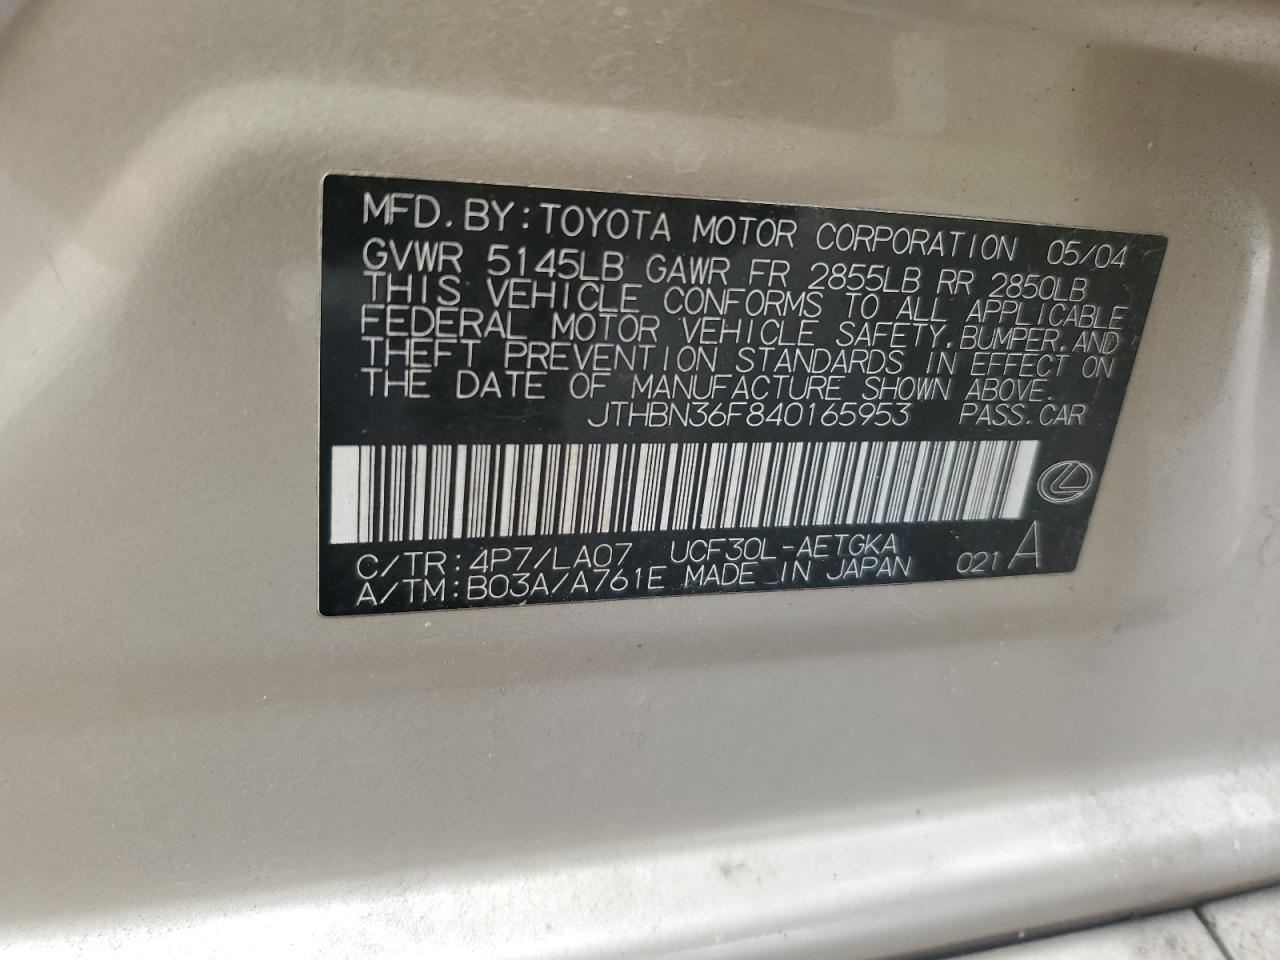 MFD. BY: TOYOTA MOTOR CORPORATION 05/04
GVWR 5145LB GAWR FR 2855LB RR 2850LB
THIS VEHICLE CONFORMS TO ALL APPLICABLE
FEDERAL MOTOR VEHICLE SAFETY, BUMPER, AND
THEFT PREVENTION STANDARDS IN EFFECT ON
THE DATE OF MANUFACTURE SHOWN ABOVE.
JTHBN36F840165953 PASS. CAR
C/TR: 4P7/LA07 UCF30L-AETGKA
A/TM: B03A/A761E MADE IN JAPAN 021 A